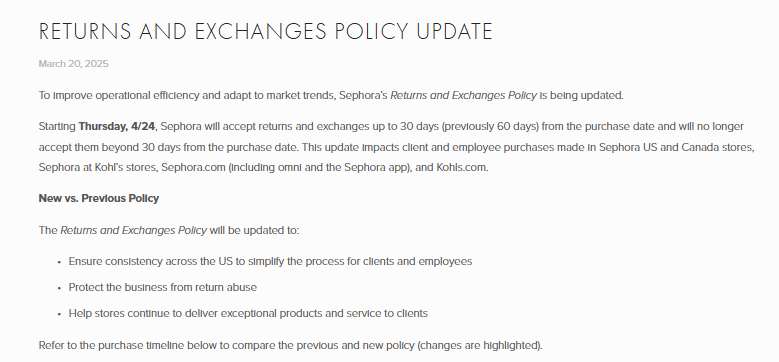 RETURNS AND EXCHANGES POLICY UPDATE
March 20, 2025
To improve operational efficiency and adapt to market trends, Sephora's Returns and Exchanges Policy is being updated.
Starting Thursday, 4/24, Sephora will accept returns and exchanges up to 30 days (previously 60 days) from the purchase date and will no longer
accept them beyond 30 days from the purchase date. This update impacts client and employee purchases made in Sephora US and Canada stores,
Sephora at Kohl's stores, Sephora.com (including omni and the Sephora app), and Kohls.com.
New vs. Previous Policy
The Returns and Exchanges Policy will be updated to:
• Ensure consistency across the US to simplify the process for clients and employees
• Protect the business from return abuse
• Help stores continue to deliver exceptional products and service to clients
Refer to the purchase timeline below to compare the previous and new policy (changes are highlighted).